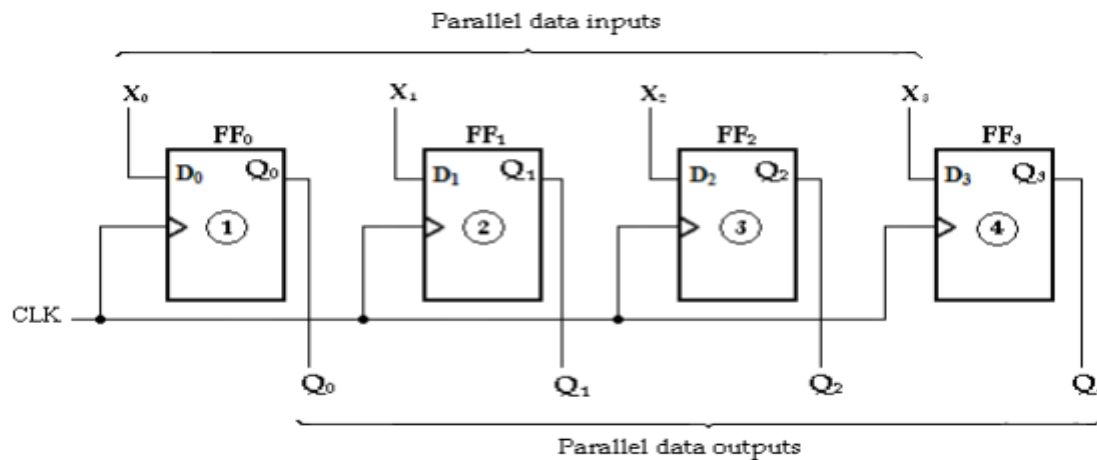 Parallel data inputs
X₀ X₁ X₂ X₃
FF₀ FF₁ FF₂ FF₃
D₀ Q₀ D₁ Q₁ D₂ Q₂ D₃ Q₃
1 2 3 4
CLK
Q₀ Q₁ Q₂ Q
Parallel data outputs